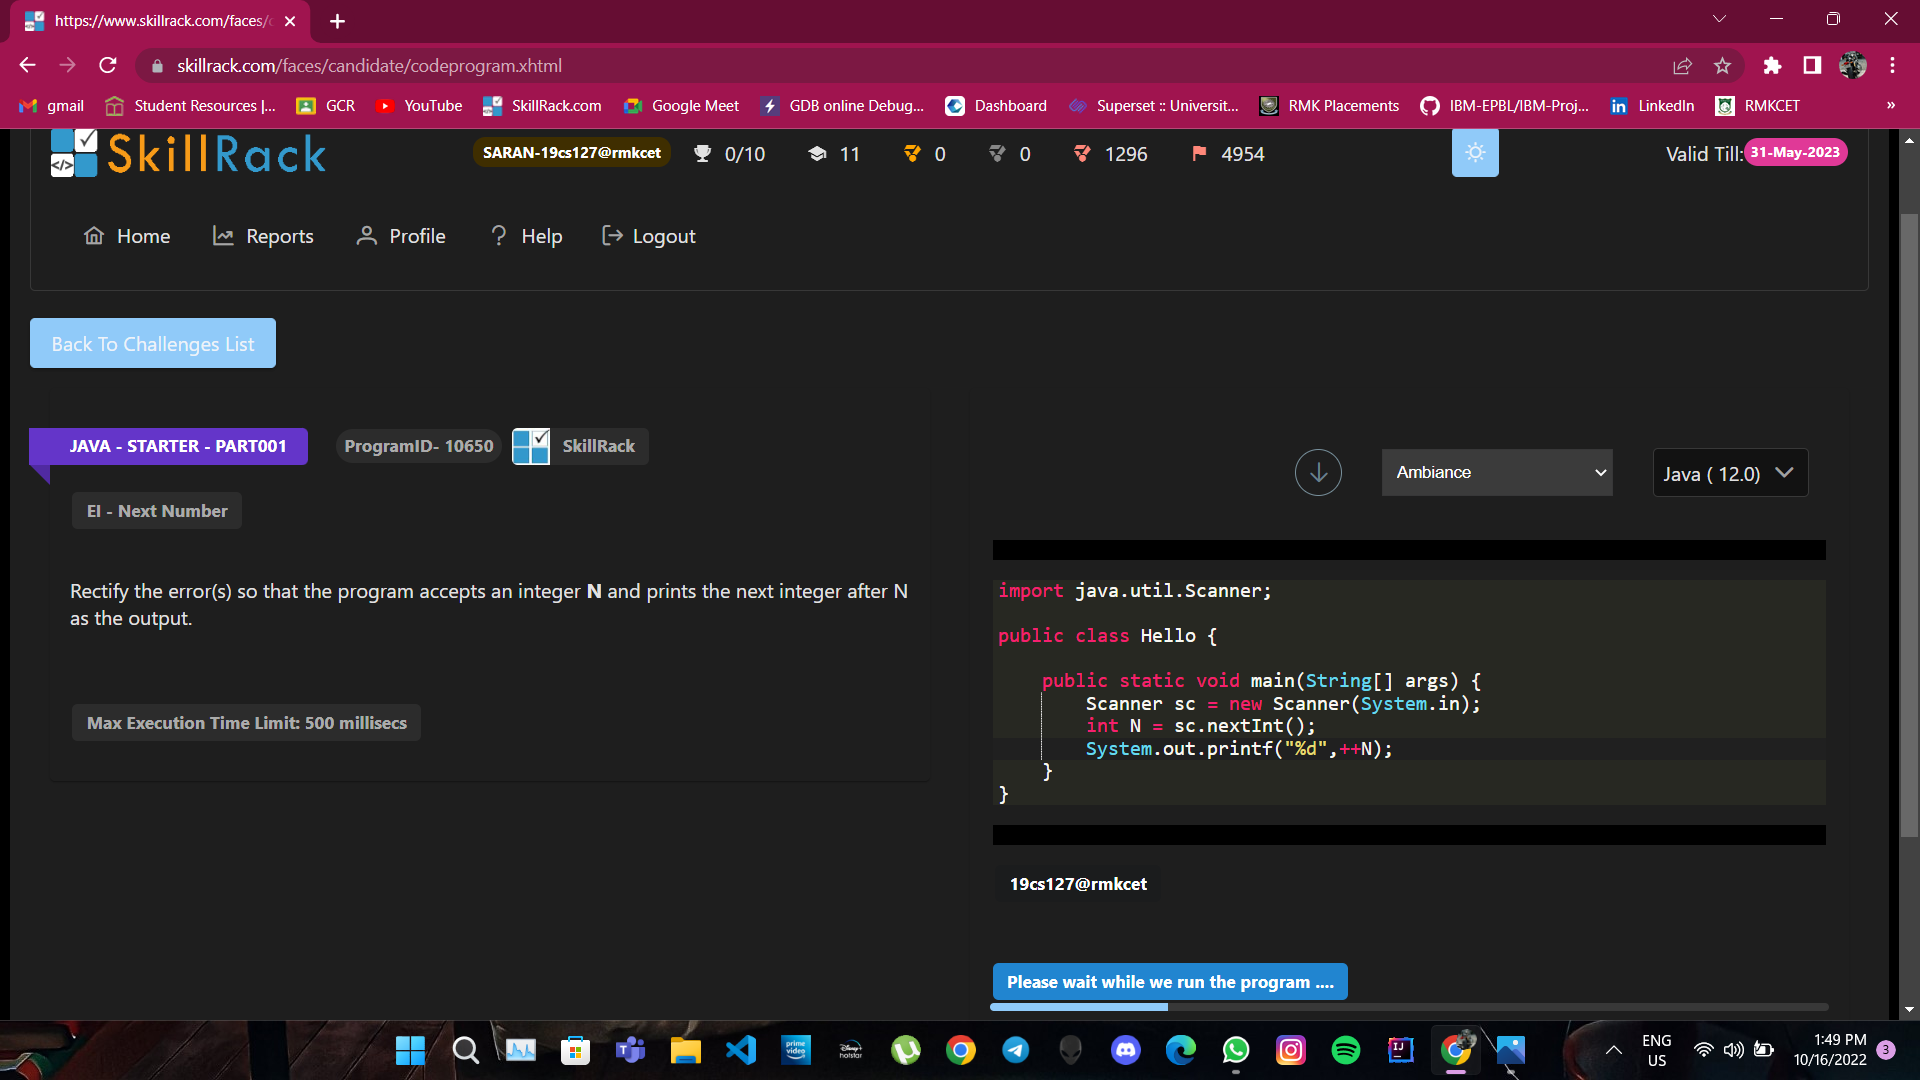 https://www.skillrack.com/faces/c
skillrack.com/faces/candidate/codeprogram.xhtml
gmail Student Resources |... GCR YouTube SkillRack.com Google Meet GDB online Debug... Dashboard Superset :: Universit... RMK Placements IBM-EPBL/IBM-Proj... LinkedIn RMKCET »
SkillRack SARAN-19cs127@rmkcet 0/10 11 0 0 1296 4954 Valid Till: 31-May-2023
Home Reports Profile Help Logout
Back To Challenges List
JAVA - STARTER - PART001 ProgramID- 10650 SkillRack
Ambiance Java ( 12.0)
EI - Next Number
Rectify the error(s) so that the program accepts an integer N and prints the next integer after N
as the output.
Max Execution Time Limit: 500 millisecs
import java.util.Scanner;
public class Hello {
public static void main(String[] args) {
Scanner sc = new Scanner(System.in);
int N = sc.nextInt();
System.out.printf("%d",++N);
}
}
19cs127@rmkcet
Please wait while we run the program ....
prime video
Disney+ hotstar
ENG
US
1:49 PM
10/16/2022
3